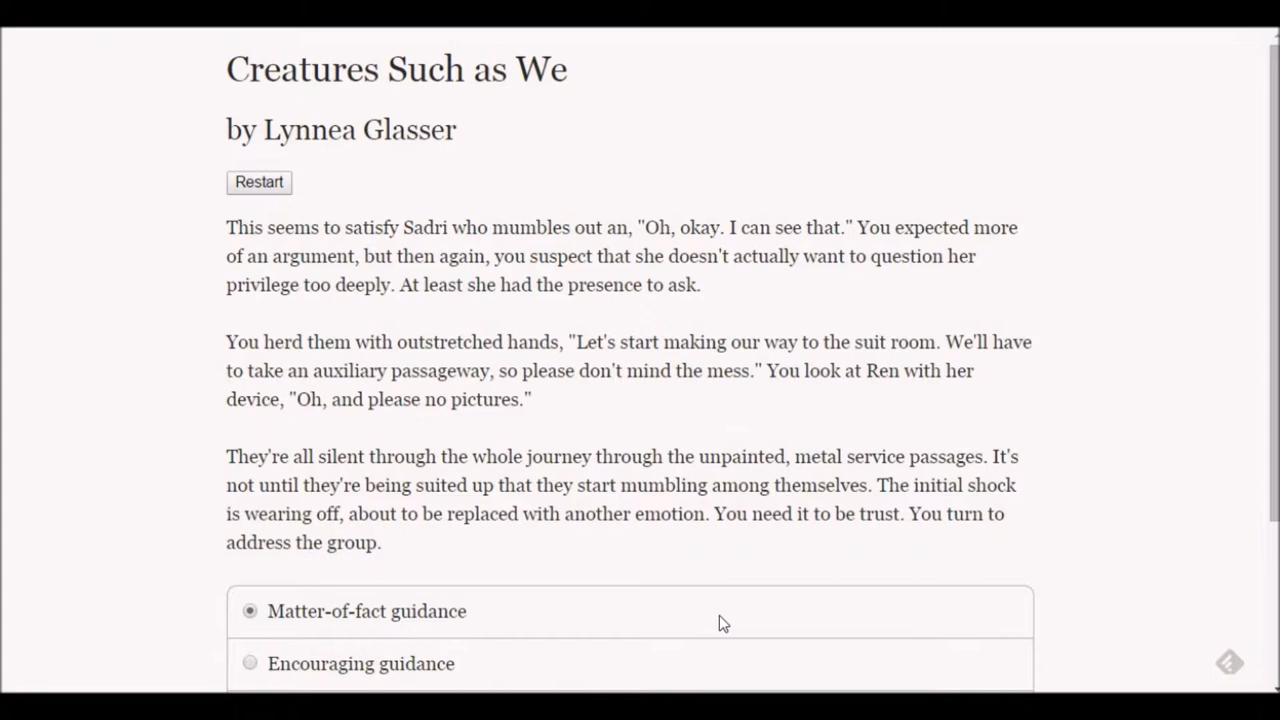 Creatures Such as We
by Lynnea Glasser
Restart
This seems to satisfy Sadri who mumbles out an, "Oh, okay. I can see that." You expected more
of an argument, but then again, you suspect that she doesn't actually want to question her
privilege too deeply. At least she had the presence to ask.
You herd them with outstretched hands, "Let's start making our way to the suit room. We'll have
to take an auxiliary passageway, so please don't mind the mess." You look at Ren with her
device, "Oh, and please no pictures."
They're all silent through the whole journey through the unpainted, metal service passages. It's
not until they're being suited up that they start mumbling among themselves. The initial shock
is wearing off, about to be replaced with another emotion. You need it to be trust. You turn to
address the group.
Matter-of-fact guidance
Encouraging guidance